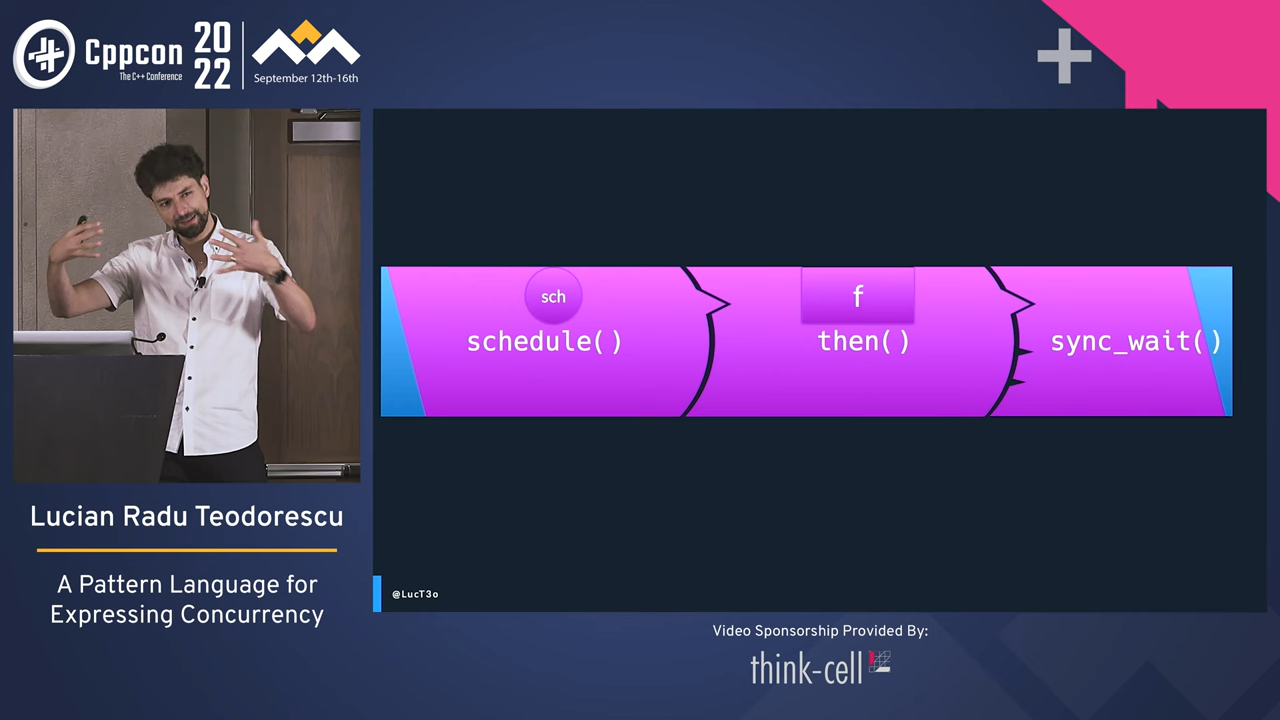 Cppcon
The C++ Conference
20
22
September 12th-16th
sch
schedule()
f
then()
sync_wait()
@LucT3o
Lucian Radu Teodorescu
A Pattern Language for
Expressing Concurrency
Video Sponsorship Provided By:
think-cell